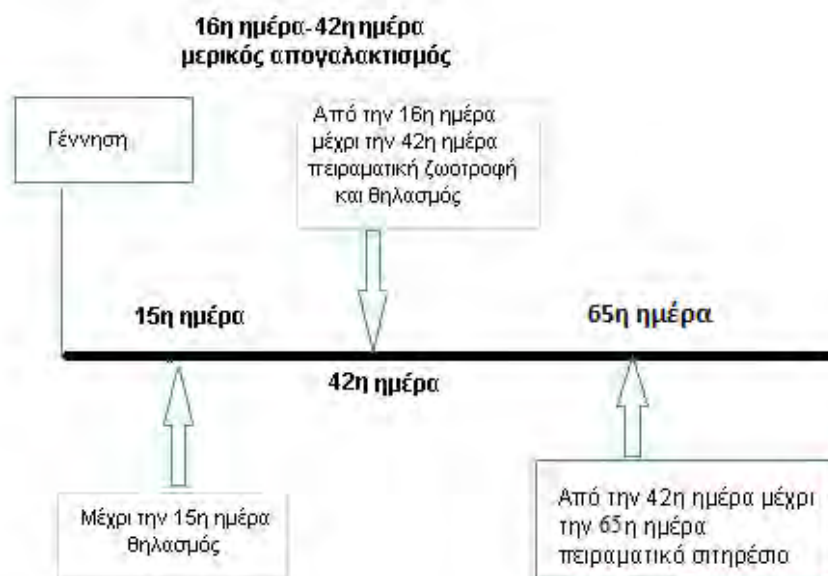 16η ημέρα-42η ημέρα
μερικός απογαλακτισμός
Γέννηση
Από την 16η ημέρα
μέχρι την 42η ημέρα
πειραματική ζωοτροφή
και θηλασμός
15η ημέρα
65η ημέρα
42η ημέρα
Μέχρι την 15η ημέρα
θηλασμός
Από την 42η ημέρα μέχρι
την 65η ημέρα
πειραματικό σιτηρέσιο